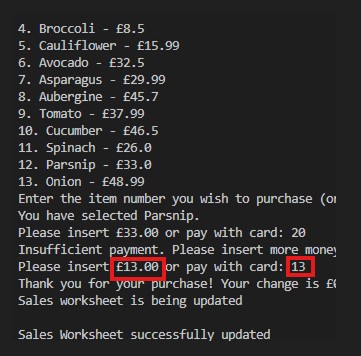 4. Broccoli - £8.5
5. Cauliflower - £15.99
6. Avocado - £32.5
7. Asparagus - £29.99
8. Aubergine - £45.7
9. Tomato - £37.99
10. Cucumber - £46.5
11. Spinach - £26.0
12. Parsnip - £33.0
13. Onion - £48.99
Enter the item number you wish to purchase (or
You have selected Parsnip.
Please insert £33.00 or pay with card: 20
Insufficient payment. Please insert more money
Please insert £13.00 or pay with card: 13
Thank you for your purchase! Your change is £0
Sales worksheet is being updated
Sales Worksheet successfully updated